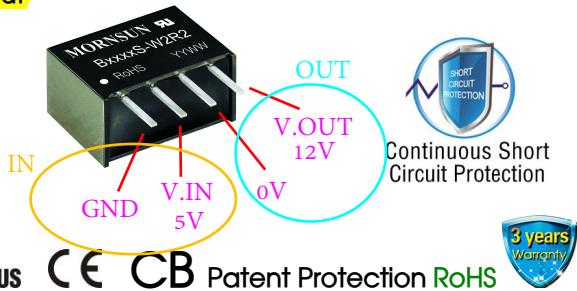 MORNSUN
BxxxxS-W2R2
RoHS YYWW
OUT
V.OUT
12V
0V
IN
GND
V.IN
5V
SHORT
CIRCUIT
PROTECTION
Continuous Short
Circuit Protection
US CE CB Patent Protection RoHS
3 years
Warranty